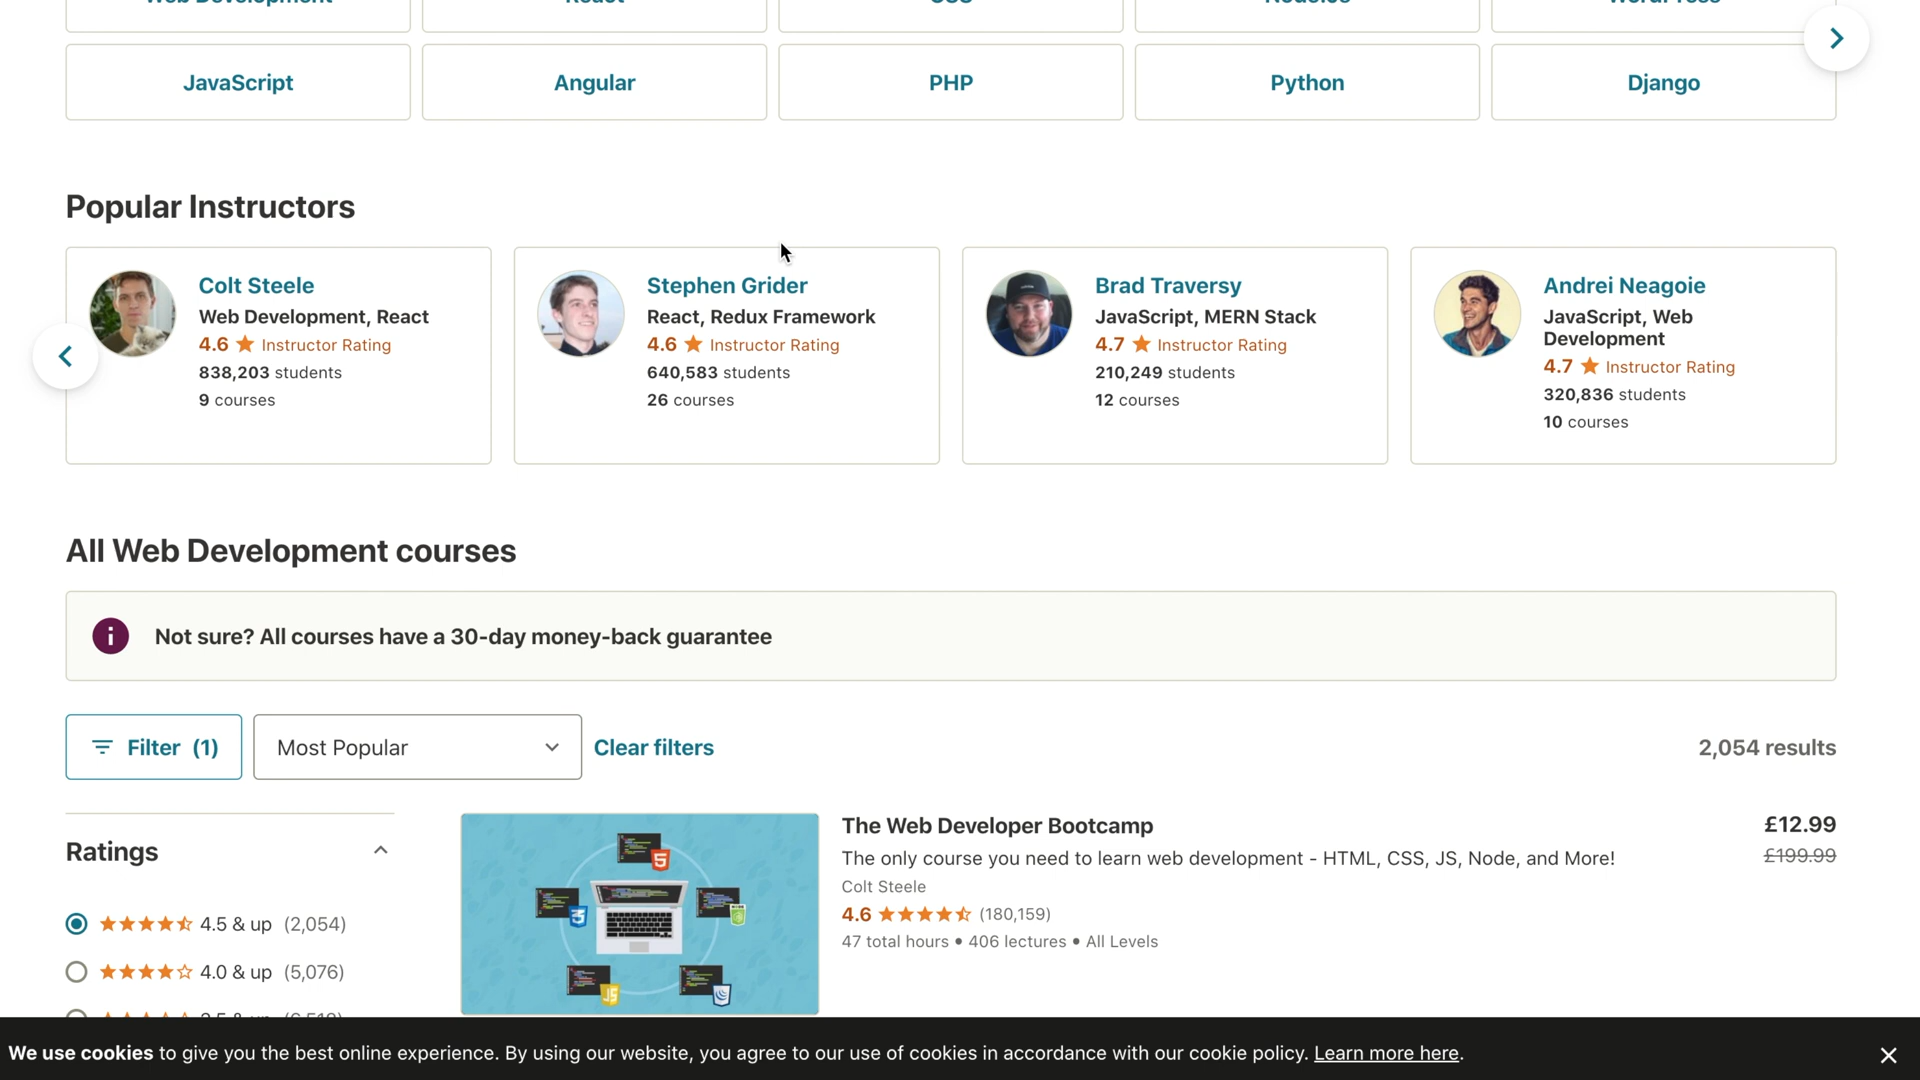 Web Development
React
CSS
NodeJs
WordPress
JavaScript
Angular
PHP
Python
Django
Popular Instructors
Colt Steele
Web Development, React
4.6 Instructor Rating
838,203 students
9 courses
Stephen Grider
React, Redux Framework
4.6 Instructor Rating
640,583 students
26 courses
Brad Traversy
JavaScript, MERN Stack
4.7 Instructor Rating
210,249 students
12 courses
Andrei Neagoie
JavaScript, Web
Development
4.7 Instructor Rating
320,836 students
10 courses
All Web Development courses
Not sure? All courses have a 30-day money-back guarantee
Filter (1)
Most Popular
Clear filters
2,054 results
Ratings
4.5 & up (2,054)
4.0 & up (5,076)
The Web Developer Bootcamp
£12.99
The only course you need to learn web development - HTML, CSS, JS, Node, and More!
£199.99
Colt Steele
4.6 (180,159)
47 total hours • 406 lectures • All Levels
We use cookies to give you the best online experience. By using our website, you agree to our use of cookies in accordance with our cookie policy. Learn more here.